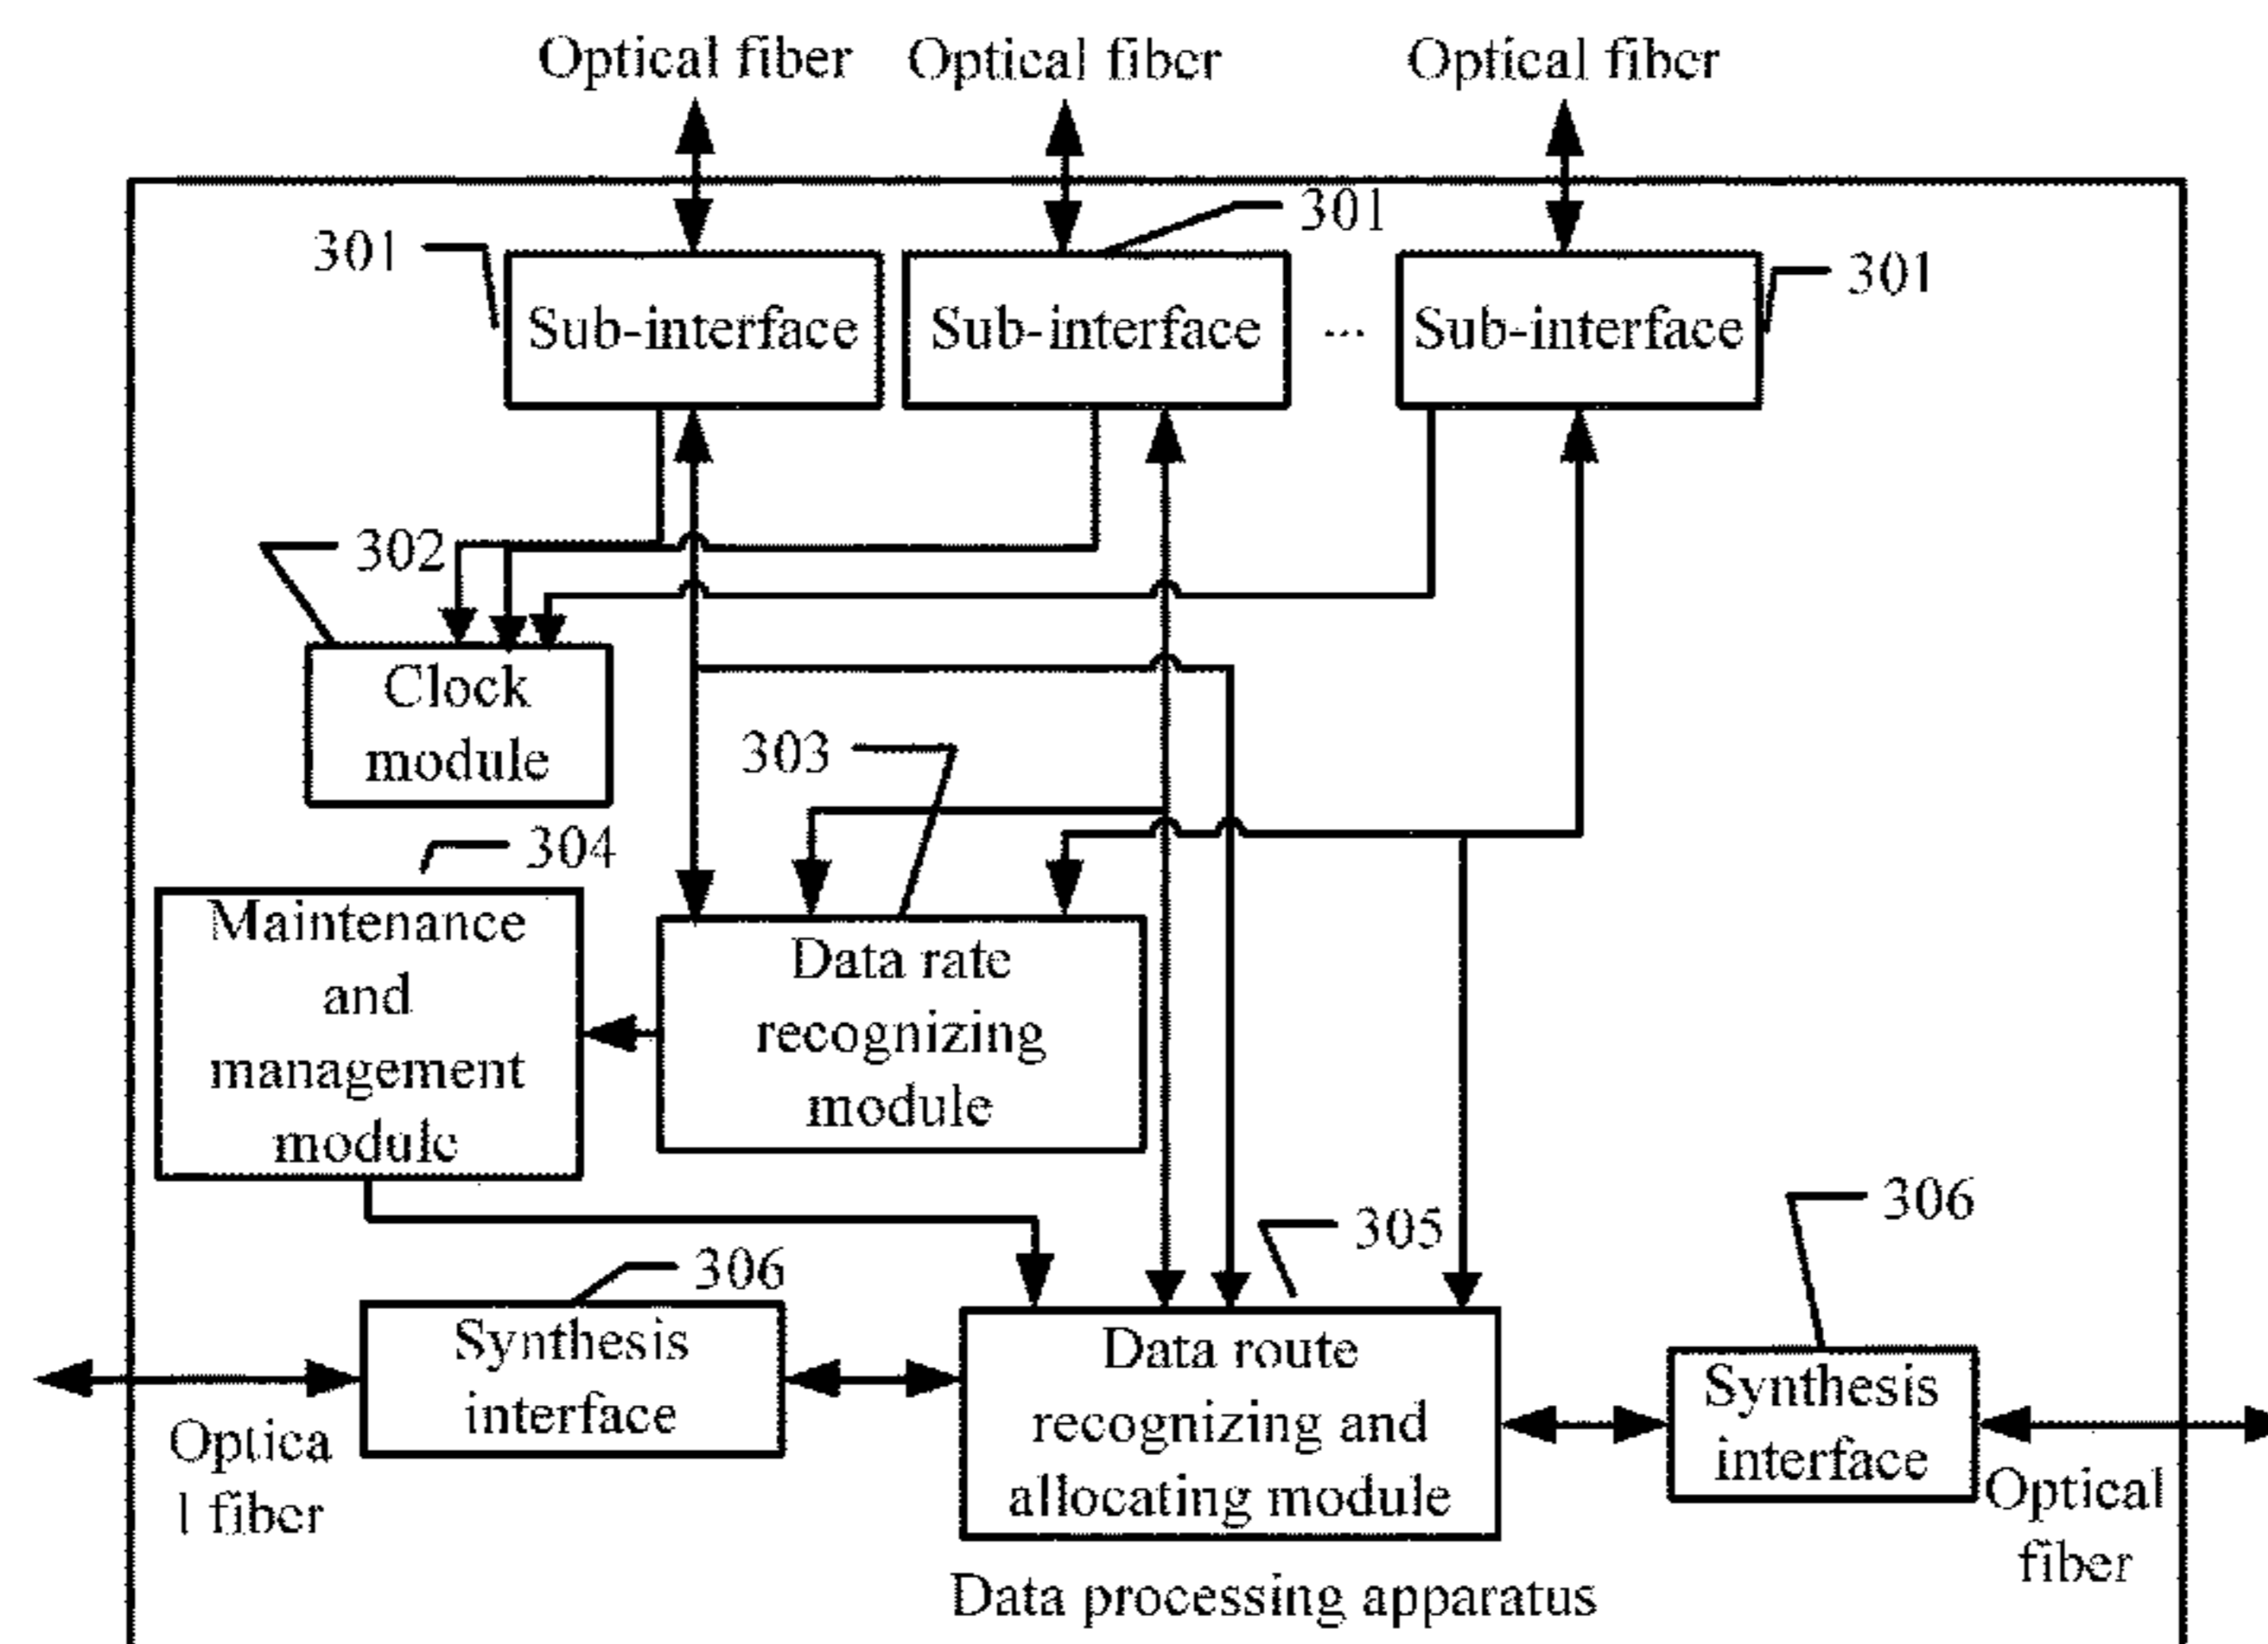 Optical fiber
Optical fiber
Optical fiber
301
301
301
Sub-interface
Sub-interface
...
Sub-interface
302
Clock
module
303
304
Maintenance
and
management
module
Data rate
recognizing
module
305
306
306
Synthesis
interface
Data route
recognizing and
allocating module
Synthesis
interface
Optica
l fiber
Optical
fiber
Data processing apparatus